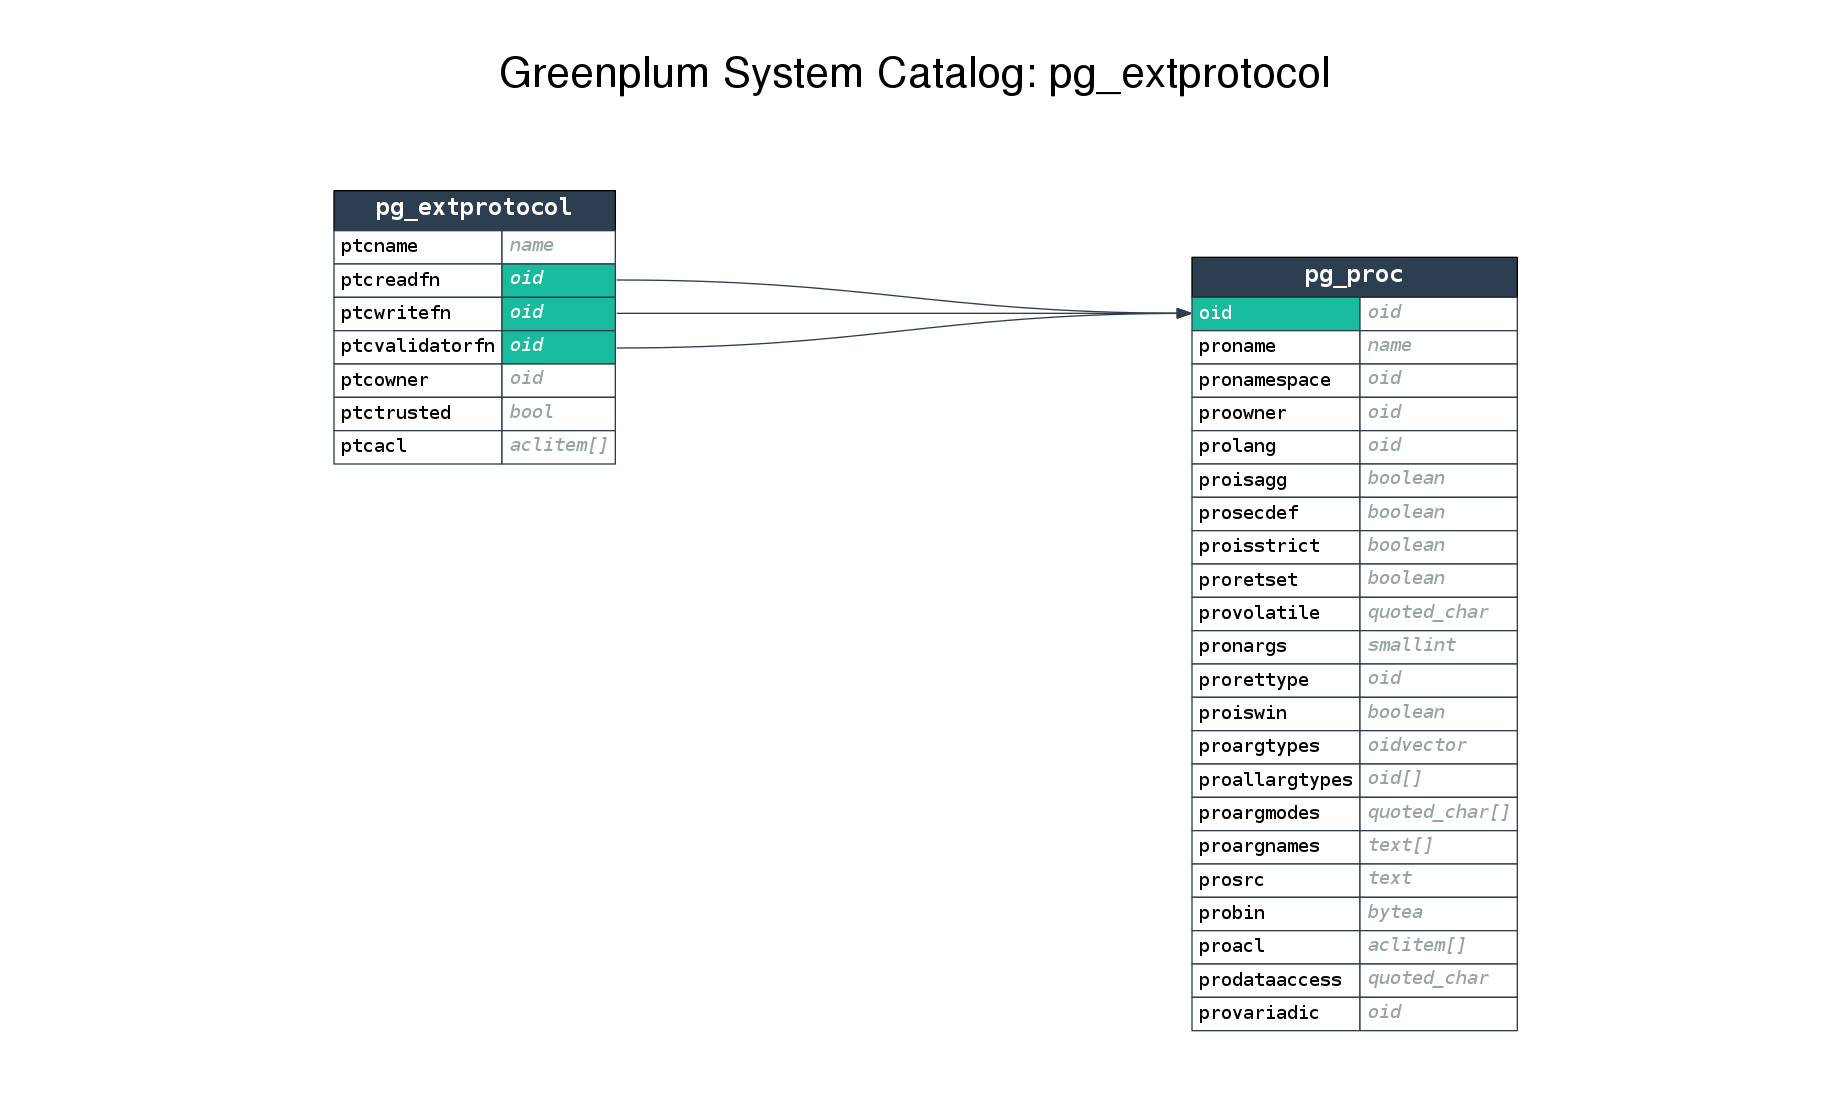 Greenplum System Catalog: pg_extprotocol
pg_extprotocol
ptcname name
ptcreadfn oid
ptcwritefn oid
ptcvalidatorfn oid
ptcowner oid
ptctrusted bool
ptcacl aclitem[]
pg_proc
oid oid
proname name
pronamespace oid
proowner oid
prolang oid
proisagg boolean
prosecdef boolean
proisstrict boolean
proretset boolean
provolatile quoted_char
pronargs smallint
prorettype oid
proiswin boolean
proargtypes oidvector
proallargtypes oid[]
proargmodes quoted_char[]
proargnames text[]
prosrc text
probin bytea
proacl aclitem[]
prodataaccess quoted_char
provariadic oid